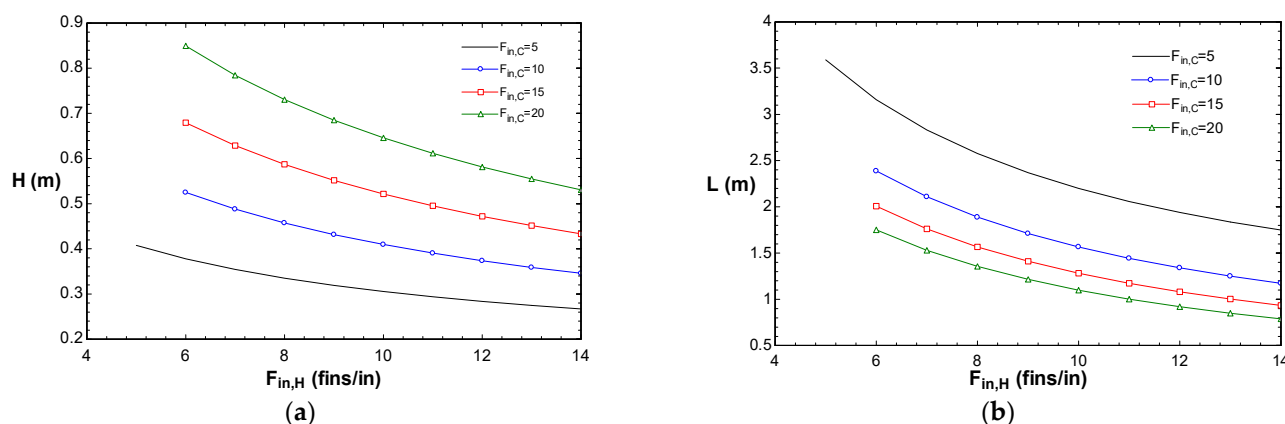 0.9
0.8
0.7
0.6
0.5
0.4
0.3
0.2
H (m)
4 6 8 10 12 14
F_in,H (fins/in)
F_in,C=5
F_in,C=10
F_in,C=15
F_in,C=20
(a)
4
3.5
3
2.5
2
1.5
1
0.5
L (m)
4 6 8 10 12 14
F_in,H (fins/in)
F_in,C=5
F_in,C=10
F_in,C=15
F_in,C=20
(b)